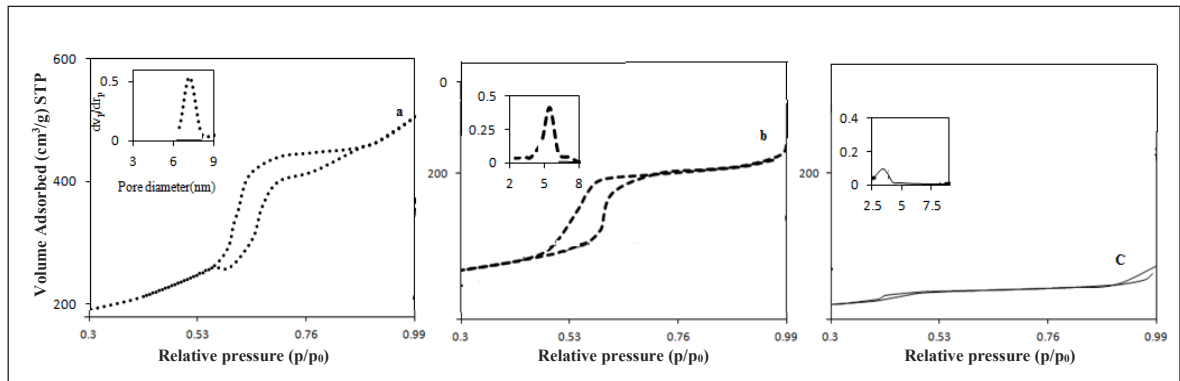 600
400
200
Volume Adsorbed (cm³/g) STP
0.5
0
dvₚ/drₚ
3 6 9
Pore diameter(nm)
a
0.3 0.53 0.76 0.99
Relative pressure (p/p₀)
0
200
0.5
0.25
0
2 5 8
b
0.3 0.53 0.76 0.99
Relative pressure (p/p₀)
200
0.4
0.2
0
2.5 5 7.5
C
0.3 0.53 0.76 0.99
Relative pressure (p/p₀)